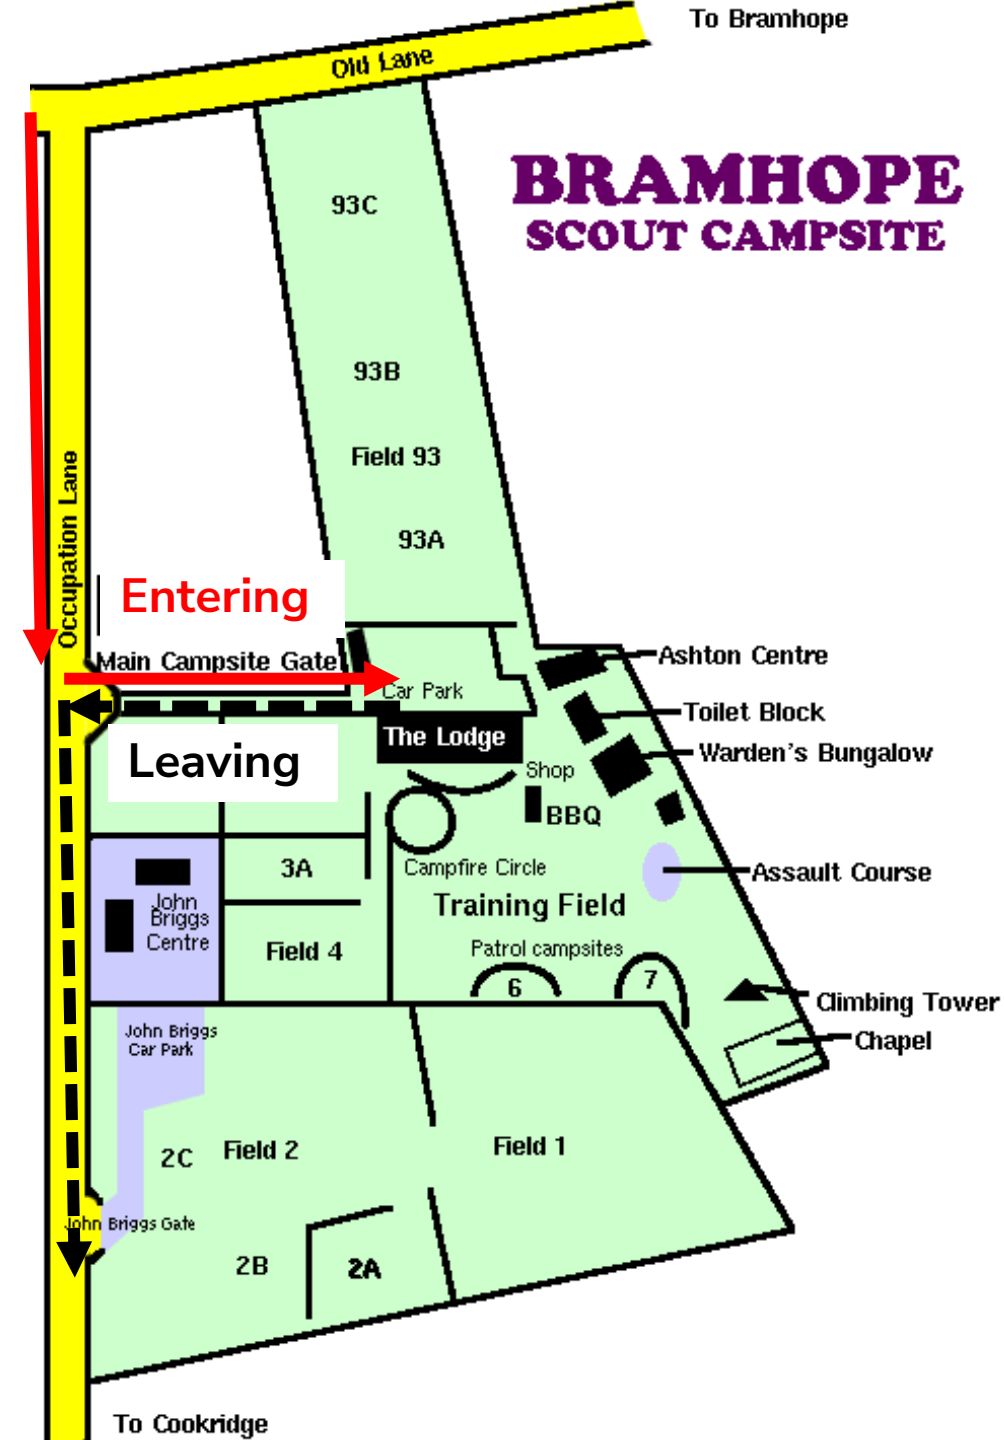 To Bramhope
Old Lane
BRAMHOPE
SCOUT CAMPSITE
93C
93B
Field 93
93A
Occupation Lane
Entering
Main Campsite Gate
Car Park
Ashton Centre
Toilet Block
The Lodge
Warden's Bungalow
Leaving
Shop
BBQ
3A
Campfire Circle
Assault Course
John
Briggs
Centre
Training Field
Field 4
Patrol campsites
6
7
Climbing Tower
John Briggs
Car Park
Chapel
2C
Field 2
Field 1
John Briggs Gate
2B
2A
To Cookridge